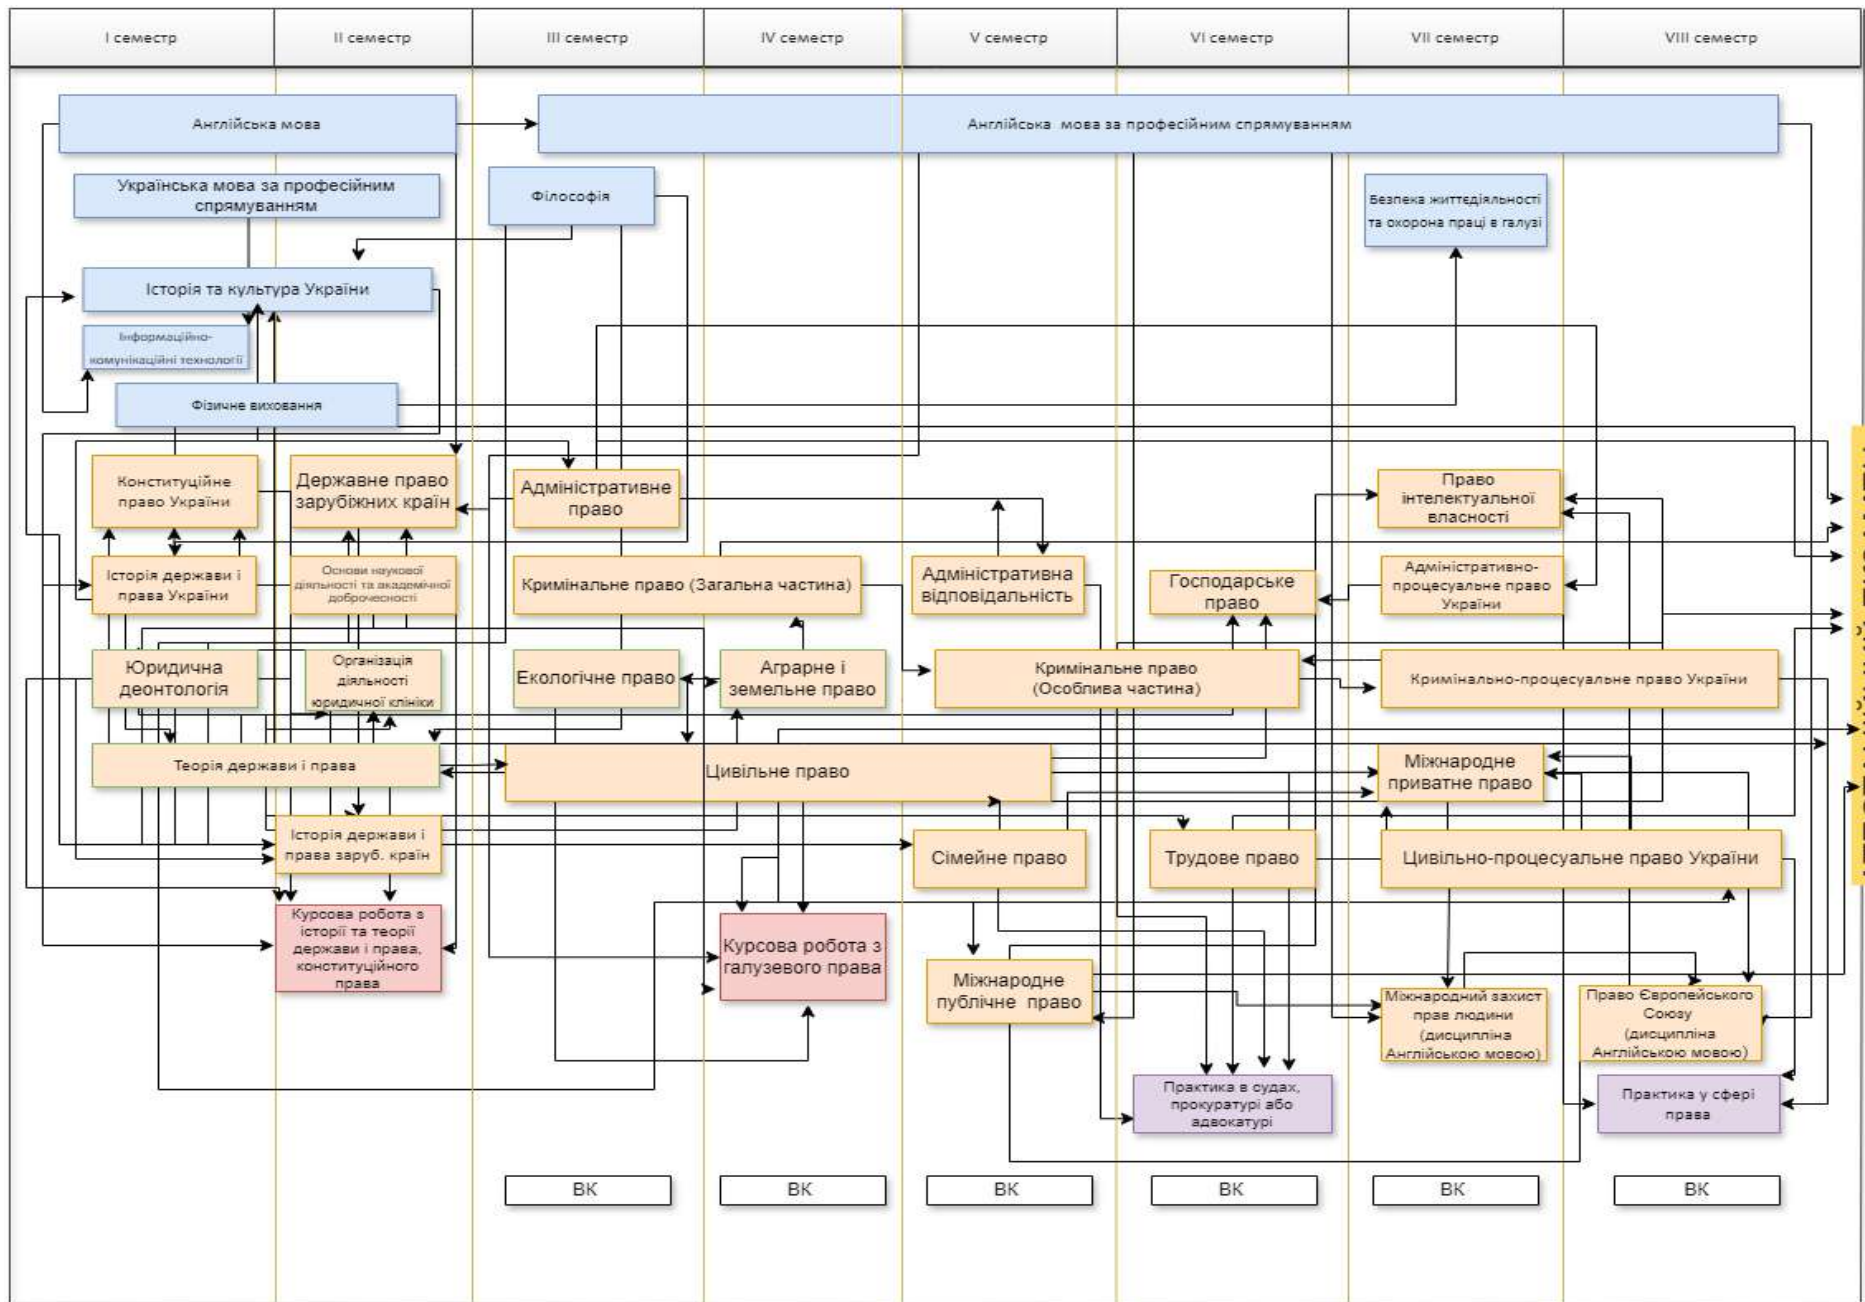 I семестр
II семестр
III семестр
IV семестр
V семестр
VI семестр
VII семестр
VIII семестр
Англійська мова
Англійська мова за професійним спрямуванням
Українська мова за професійним
спрямуванням
Філософія
Безпека життєдіяльності
та охорона праці в галузі
Історія та культура України
Інформаційно-
комунікаційні технології
Фізичне виховання
Конституційне
право України
Державне право
зарубіжних країн
Адміністративне
право
Право
інтелектуальної
власності
Історія держави і
права України
Основи наукової
діяльності та академічної
доброчесності
Кримінальне право (Загальна частина)
Адміністративна
відповідальність
Господарське
право
Адміністративно-
процесуальне право
України
Юридична
деонтологія
Організація
діяльності
юридичної клініки
Екологічне право
Аграрне і
земельне право
Кримінальне право
(Особлива частина)
Кримінально-процесуальне право України
Теорія держави і права
Цивільне право
Міжнародне
приватне право
Історія держави і
права заруб. країн
Сімейне право
Трудове право
Цивільно-процесуальне право України
Курсова робота з
історії та теорії
держави і права,
конституційного
права
Курсова робота з
галузевого права
Міжнародне
публічне право
Міжнародний захист
прав людини
(дисципліна
Англійською мовою)
Право Європейського
Союзу
(дисципліна
Англійською мовою)
Практика в судах,
прокуратурі або
адвокатурі
Практика у сфері
права
ВК
ВК
ВК
ВК
ВК
ВК